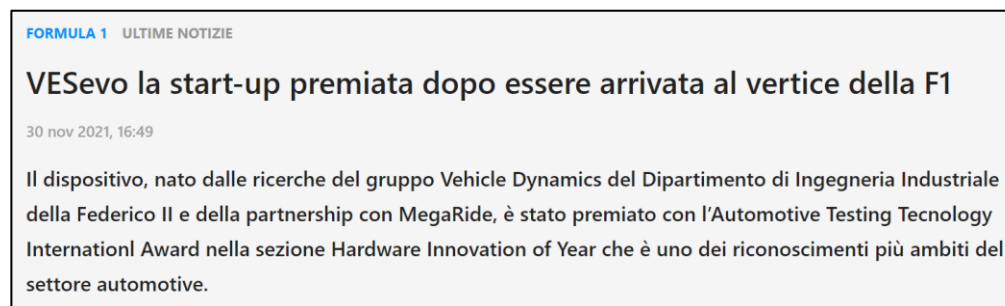 FORMULA 1 ULTIME NOTIZIE
VESevo la start-up premiata dopo essere arrivata al vertice della F1
30 nov 2021, 16:49
Il dispositivo, nato dalle ricerche del gruppo Vehicle Dynamics del Dipartimento di Ingegneria Industriale
della Federico II e della partnership con MegaRide, è stato premiato con l’Automotive Testing Tecnology
Internationl Award nella sezione Hardware Innovation of Year che è uno dei riconoscimenti più ambiti del
settore automotive.